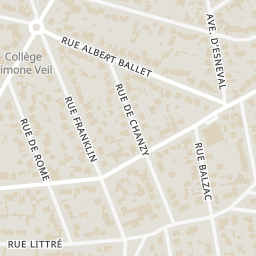 AVE. D'ESNEVAL
RUE ALBERT BALLET
Collège
imone Veil
RUE FRANKLIN
RUE DE CHANZY
RUE DE ROME
RUE BALZAC
RUE LITTRÉ